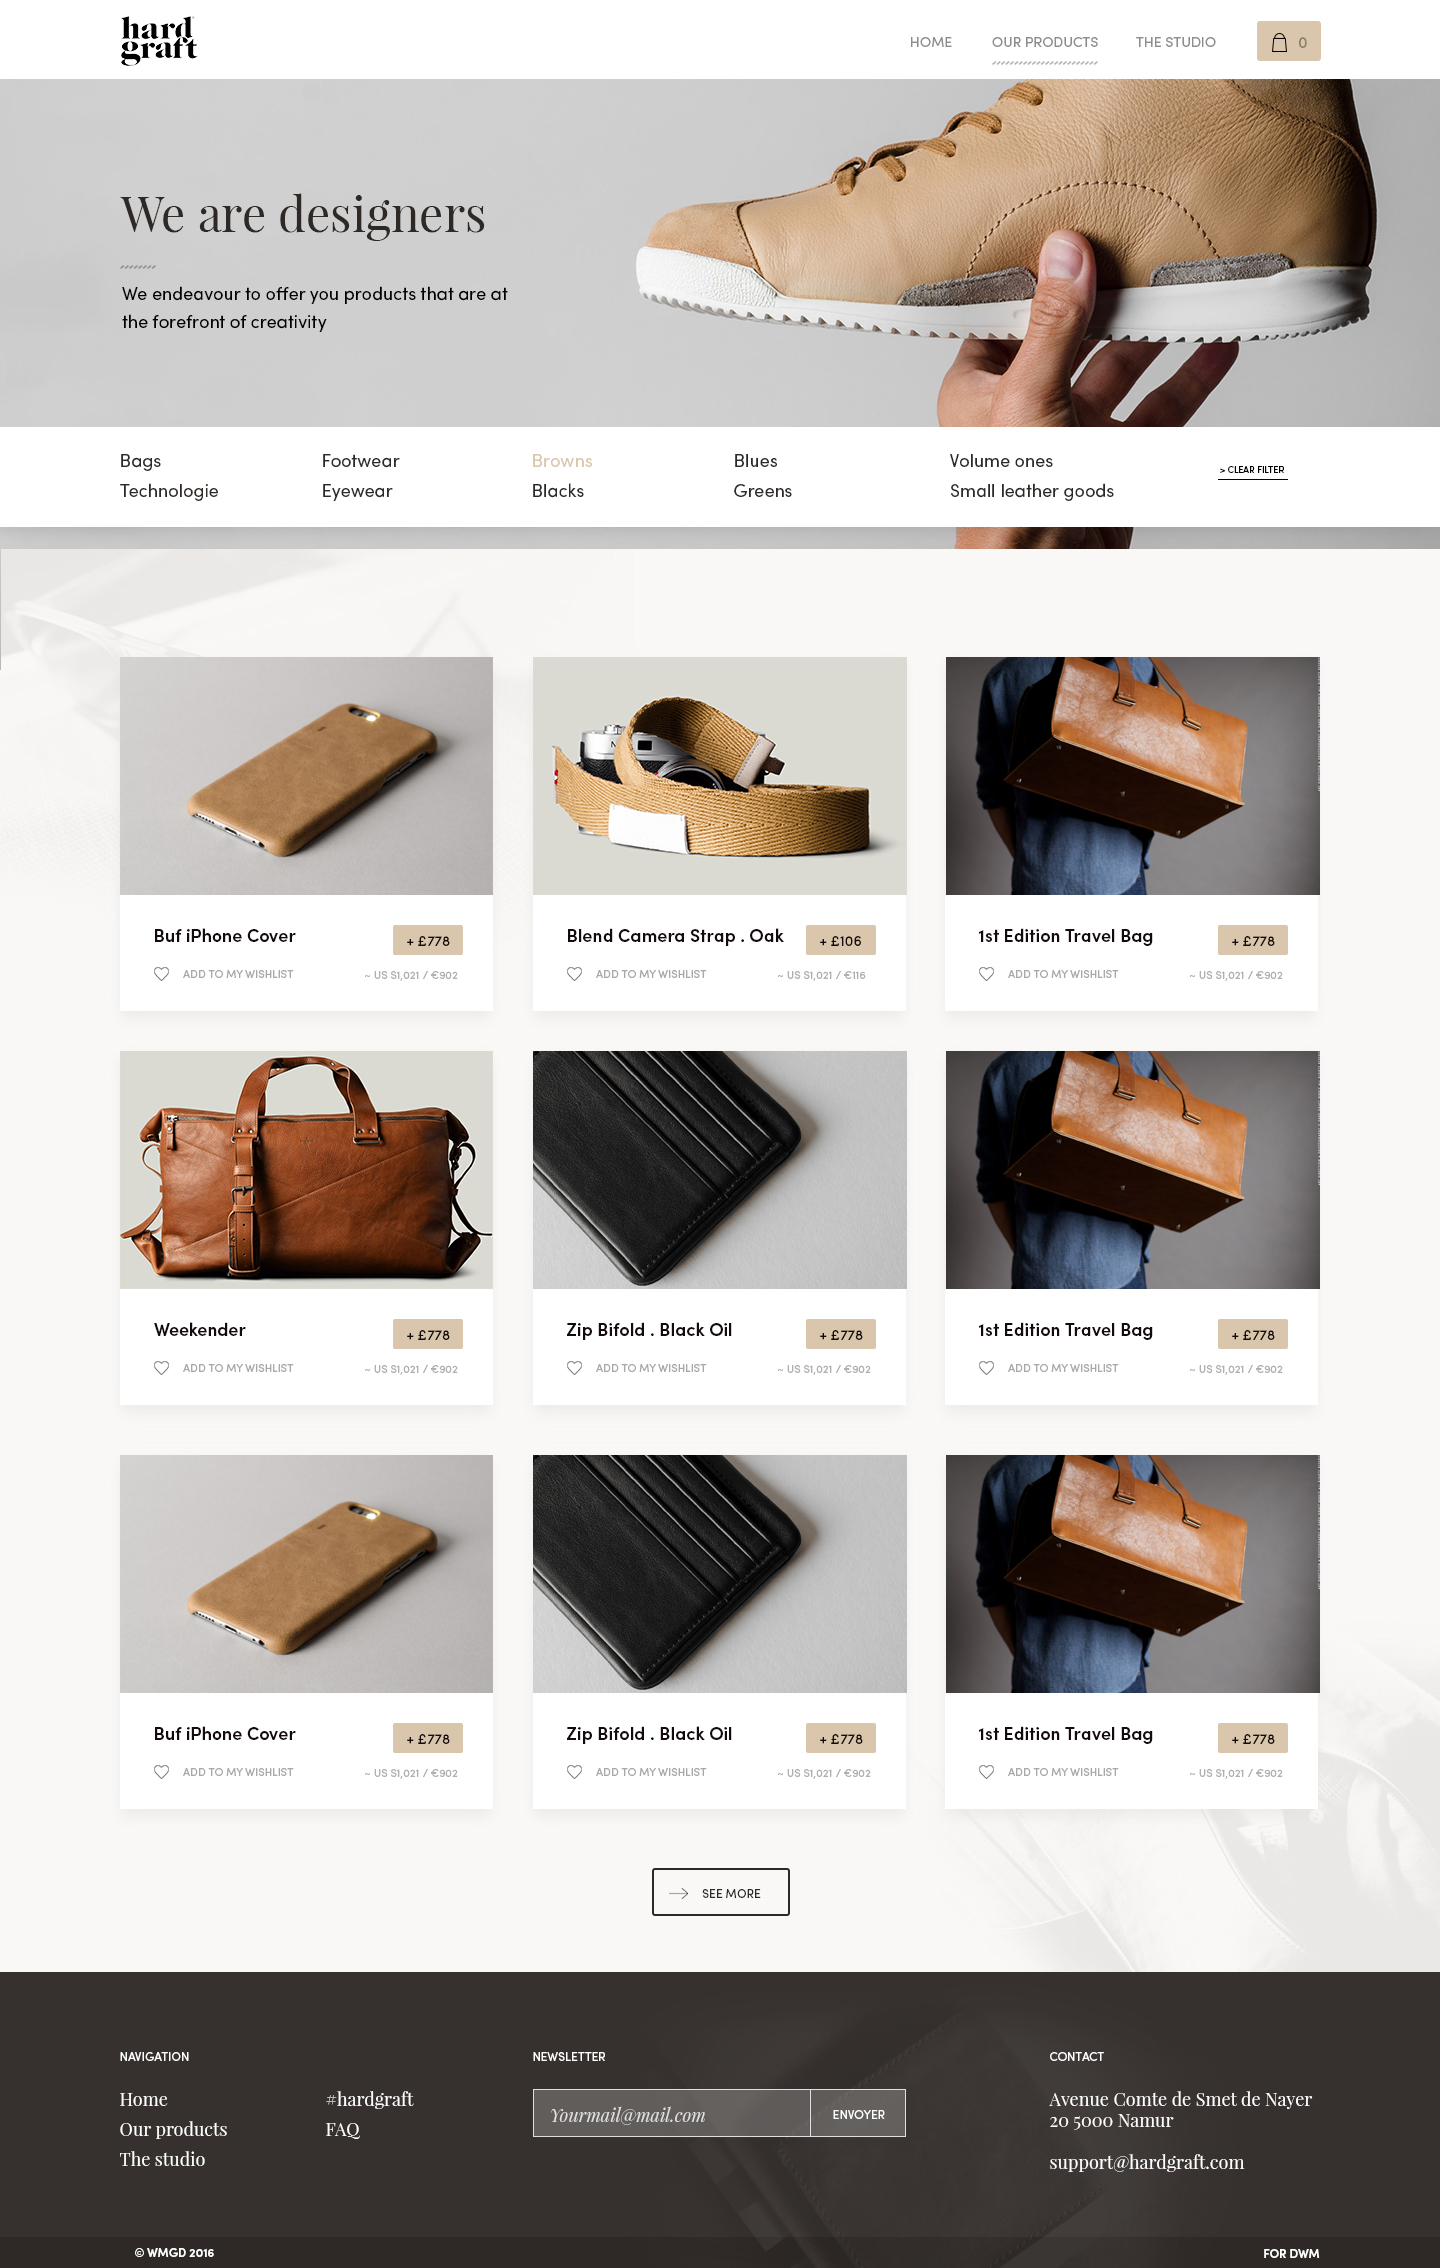 hard
graft
HOME
OUR PRODUCTS
THE STUDIO
0
We are designers
We endeavour to offer you products that are at
the forefront of creativity
Bags
Footwear
Browns
Blues
Volume ones
> CLEAR FILTER
Technologie
Eyewear
Blacks
Greens
Small leather goods
Buf iPhone Cover
+ £778
ADD TO MY WISHLIST
~ US $1,021 / €902
Blend Camera Strap . Oak
+ £106
ADD TO MY WISHLIST
~ US $1,021 / €116
1st Edition Travel Bag
+ £778
ADD TO MY WISHLIST
~ US $1,021 / €902
Weekender
+ £778
ADD TO MY WISHLIST
~ US $1,021 / €902
Zip Bifold . Black Oil
+ £778
ADD TO MY WISHLIST
~ US $1,021 / €902
1st Edition Travel Bag
+ £778
ADD TO MY WISHLIST
~ US $1,021 / €902
Buf iPhone Cover
+ £778
ADD TO MY WISHLIST
~ US $1,021 / €902
Zip Bifold . Black Oil
+ £778
ADD TO MY WISHLIST
~ US $1,021 / €902
1st Edition Travel Bag
+ £778
ADD TO MY WISHLIST
~ US $1,021 / €902
SEE MORE
NAVIGATION
Home
Our products
The studio
#hardgraft
FAQ
NEWSLETTER
Yourmail@mail.com
ENVOYER
CONTACT
Avenue Comte de Smet de Nayer
20 5000 Namur
support@hardgraft.com
© WMGD 2016
FOR DWM